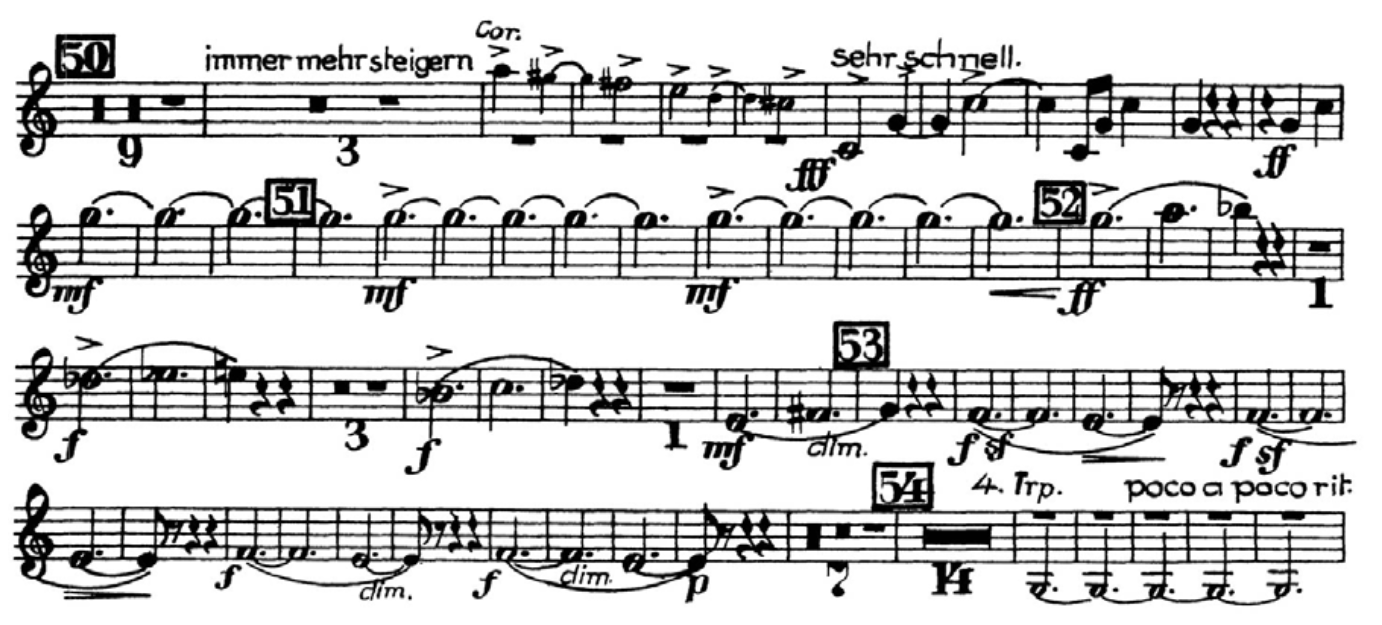 Cor.
50 immer mehr steigern sehr schnell.
9 3 fff ff
51 52
mf mf mf ff 1
53
f 3 f 1 mf dim. f sf f sf
54 4. Trp. poco a poco rit.
f dim. f dim. p 7 14